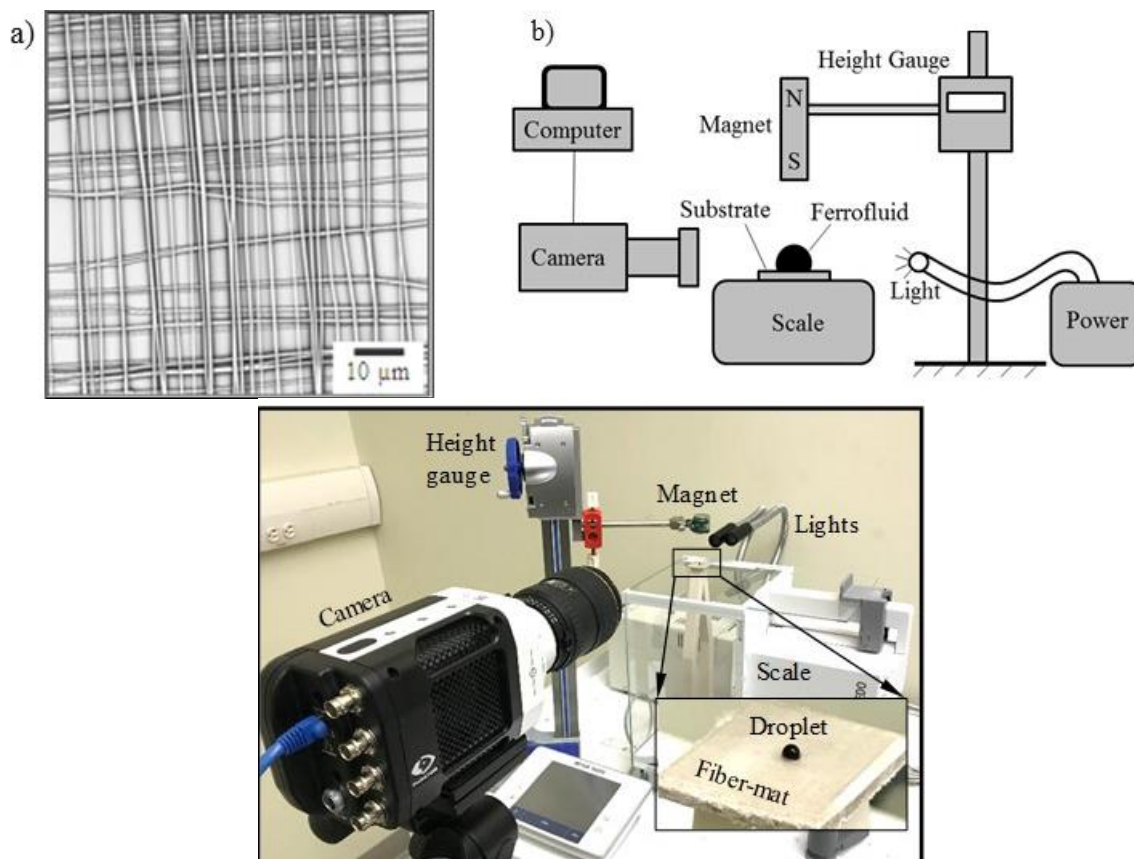 a)
10 µm
b)
Height Gauge
N
Magnet
S
Computer
Substrate
Ferrofluid
Camera
Light
Scale
Power
Height
gauge
Magnet
Lights
Camera
Scale
Droplet
Fiber-mat